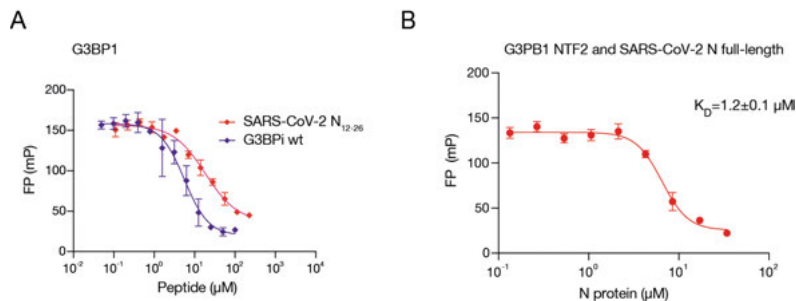 A
G3BP1
200
150
100
50
0
FP (mP)
SARS-CoV-2 N12-26
G3BPi wt
10-2 10-1 100 101 102 103 104
Peptide (µM)
B
G3PB1 NTF2 and SARS-CoV-2 N full-length
200
150
100
50
0
FP (mP)
KD=1.2±0.1 µM
10-1 100 101 102
N protein (µM)